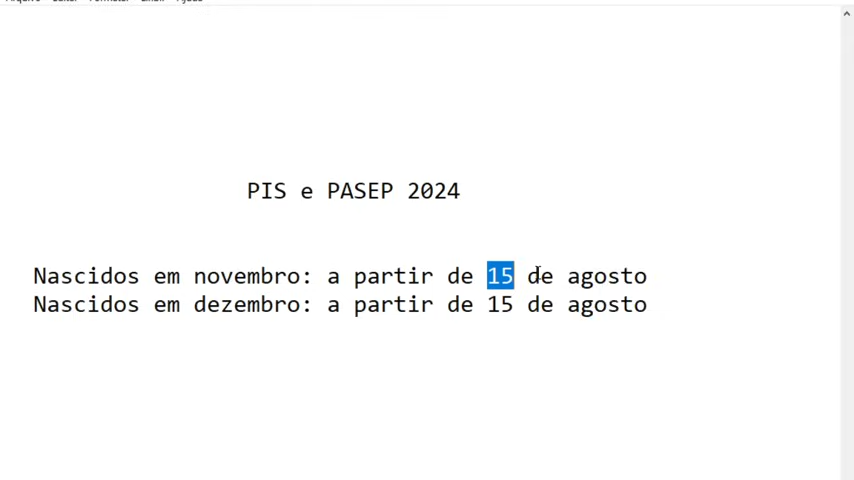 PIS e PASEP 2024
Nascidos em novembro: a partir de 15 de agosto
Nascidos em dezembro: a partir de 15 de agosto